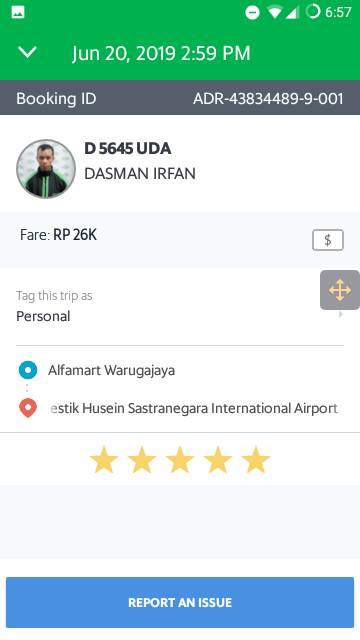 6:57
Jun 20, 2019 2:59 PM
Booking ID
ADR-43834489-9-001
D 5645 UDA
DASMAN IRFAN
Fare: RP 26K
$
Tag this trip as
Personal
Alfamart Warugajaya
estik Husein Sastranegara International Airport
REPORT AN ISSUE